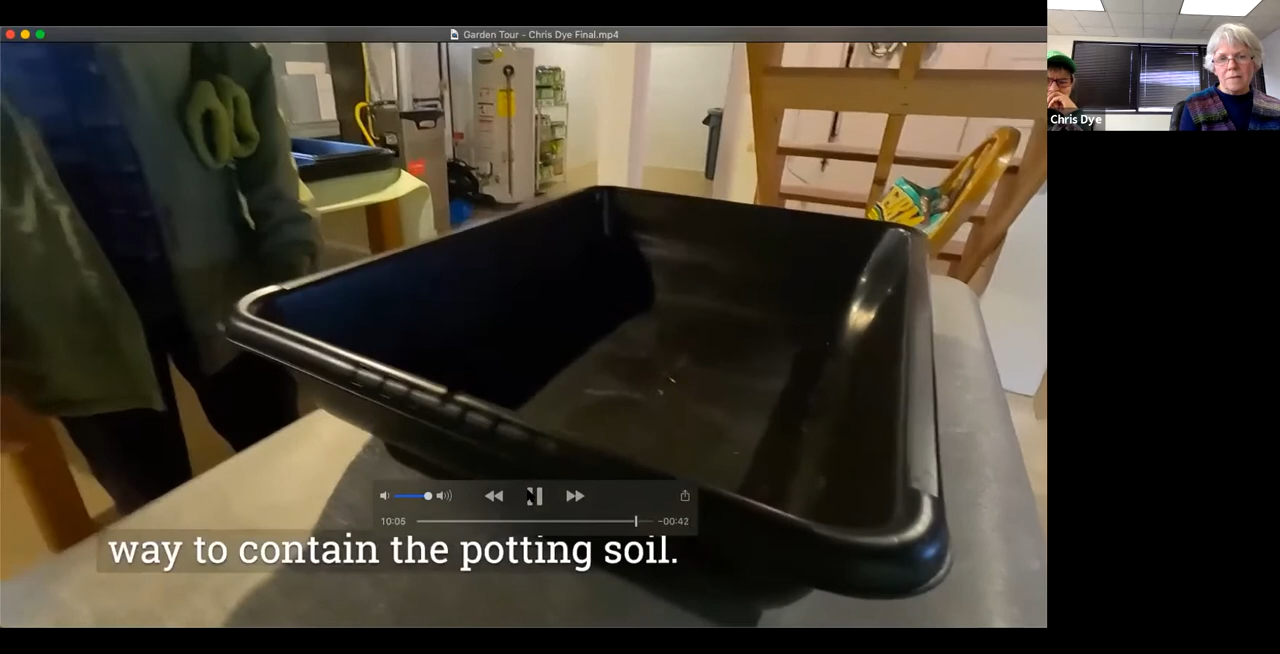 Garden Tour - Chris Dye Final.mp4
Chris Dye
10:05
-00:42
way to contain the potting soil.